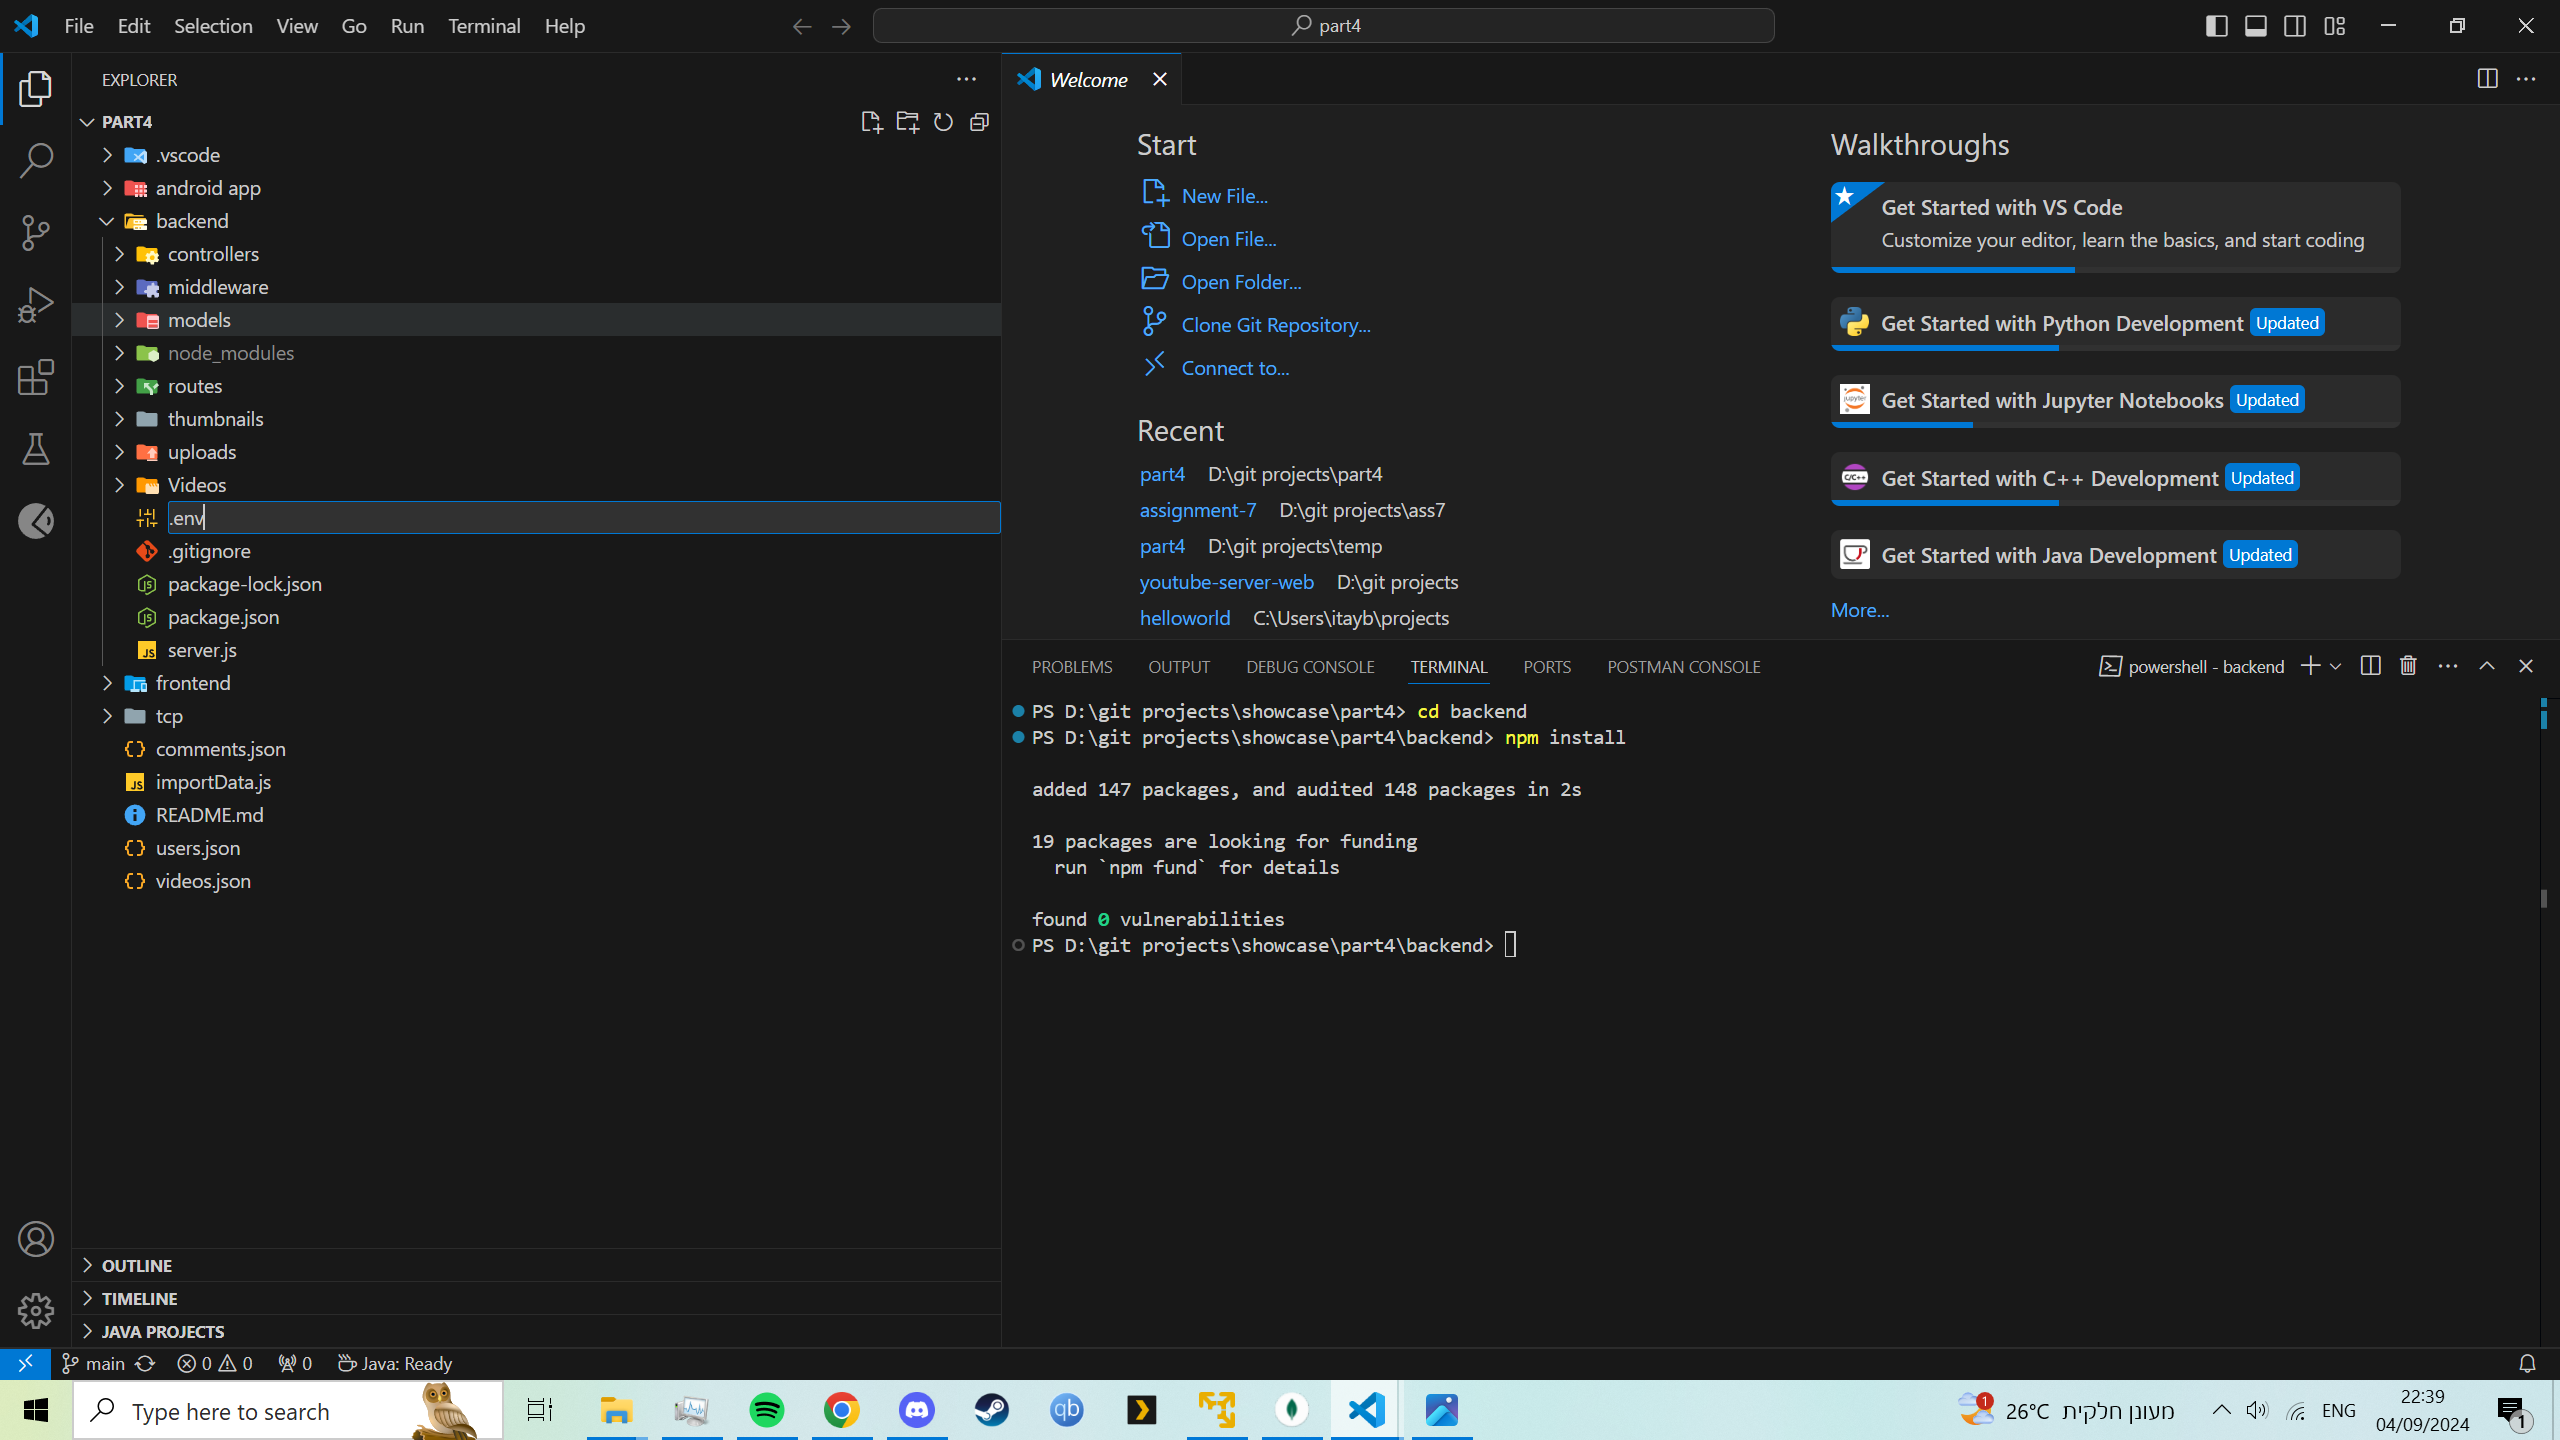 File Edit Selection View Go Run Terminal Help
part4
EXPLORER
PART4
.vscode
android app
backend
controllers
middleware
models
node_modules
routes
thumbnails
uploads
Videos
.env
.gitignore
package-lock.json
package.json
server.js
frontend
tcp
comments.json
importData.js
README.md
users.json
videos.json
OUTLINE
TIMELINE
JAVA PROJECTS
Welcome
Start
New File...
Open File...
Open Folder...
Clone Git Repository...
Connect to...
Recent
part4 D:\git projects\part4
assignment-7 D:\git projects\ass7
part4 D:\git projects\temp
youtube-server-web D:\git projects
helloworld C:\Users\itayb\projects
Walkthroughs
Get Started with VS Code
Customize your editor, learn the basics, and start coding
Get Started with Python Development Updated
Get Started with Jupyter Notebooks Updated
Get Started with C++ Development Updated
Get Started with Java Development Updated
More...
PROBLEMS OUTPUT DEBUG CONSOLE TERMINAL PORTS POSTMAN CONSOLE
powershell - backend
PS D:\git projects\showcase\part4> cd backend
PS D:\git projects\showcase\part4\backend> npm install
added 147 packages, and audited 148 packages in 2s
19 packages are looking for funding
run `npm fund` for details
found 0 vulnerabilities
PS D:\git projects\showcase\part4\backend>
main 0 0 0 Java: Ready
Type here to search
1
26°C מעונן חלקית
ENG
22:39
04/09/2024
1